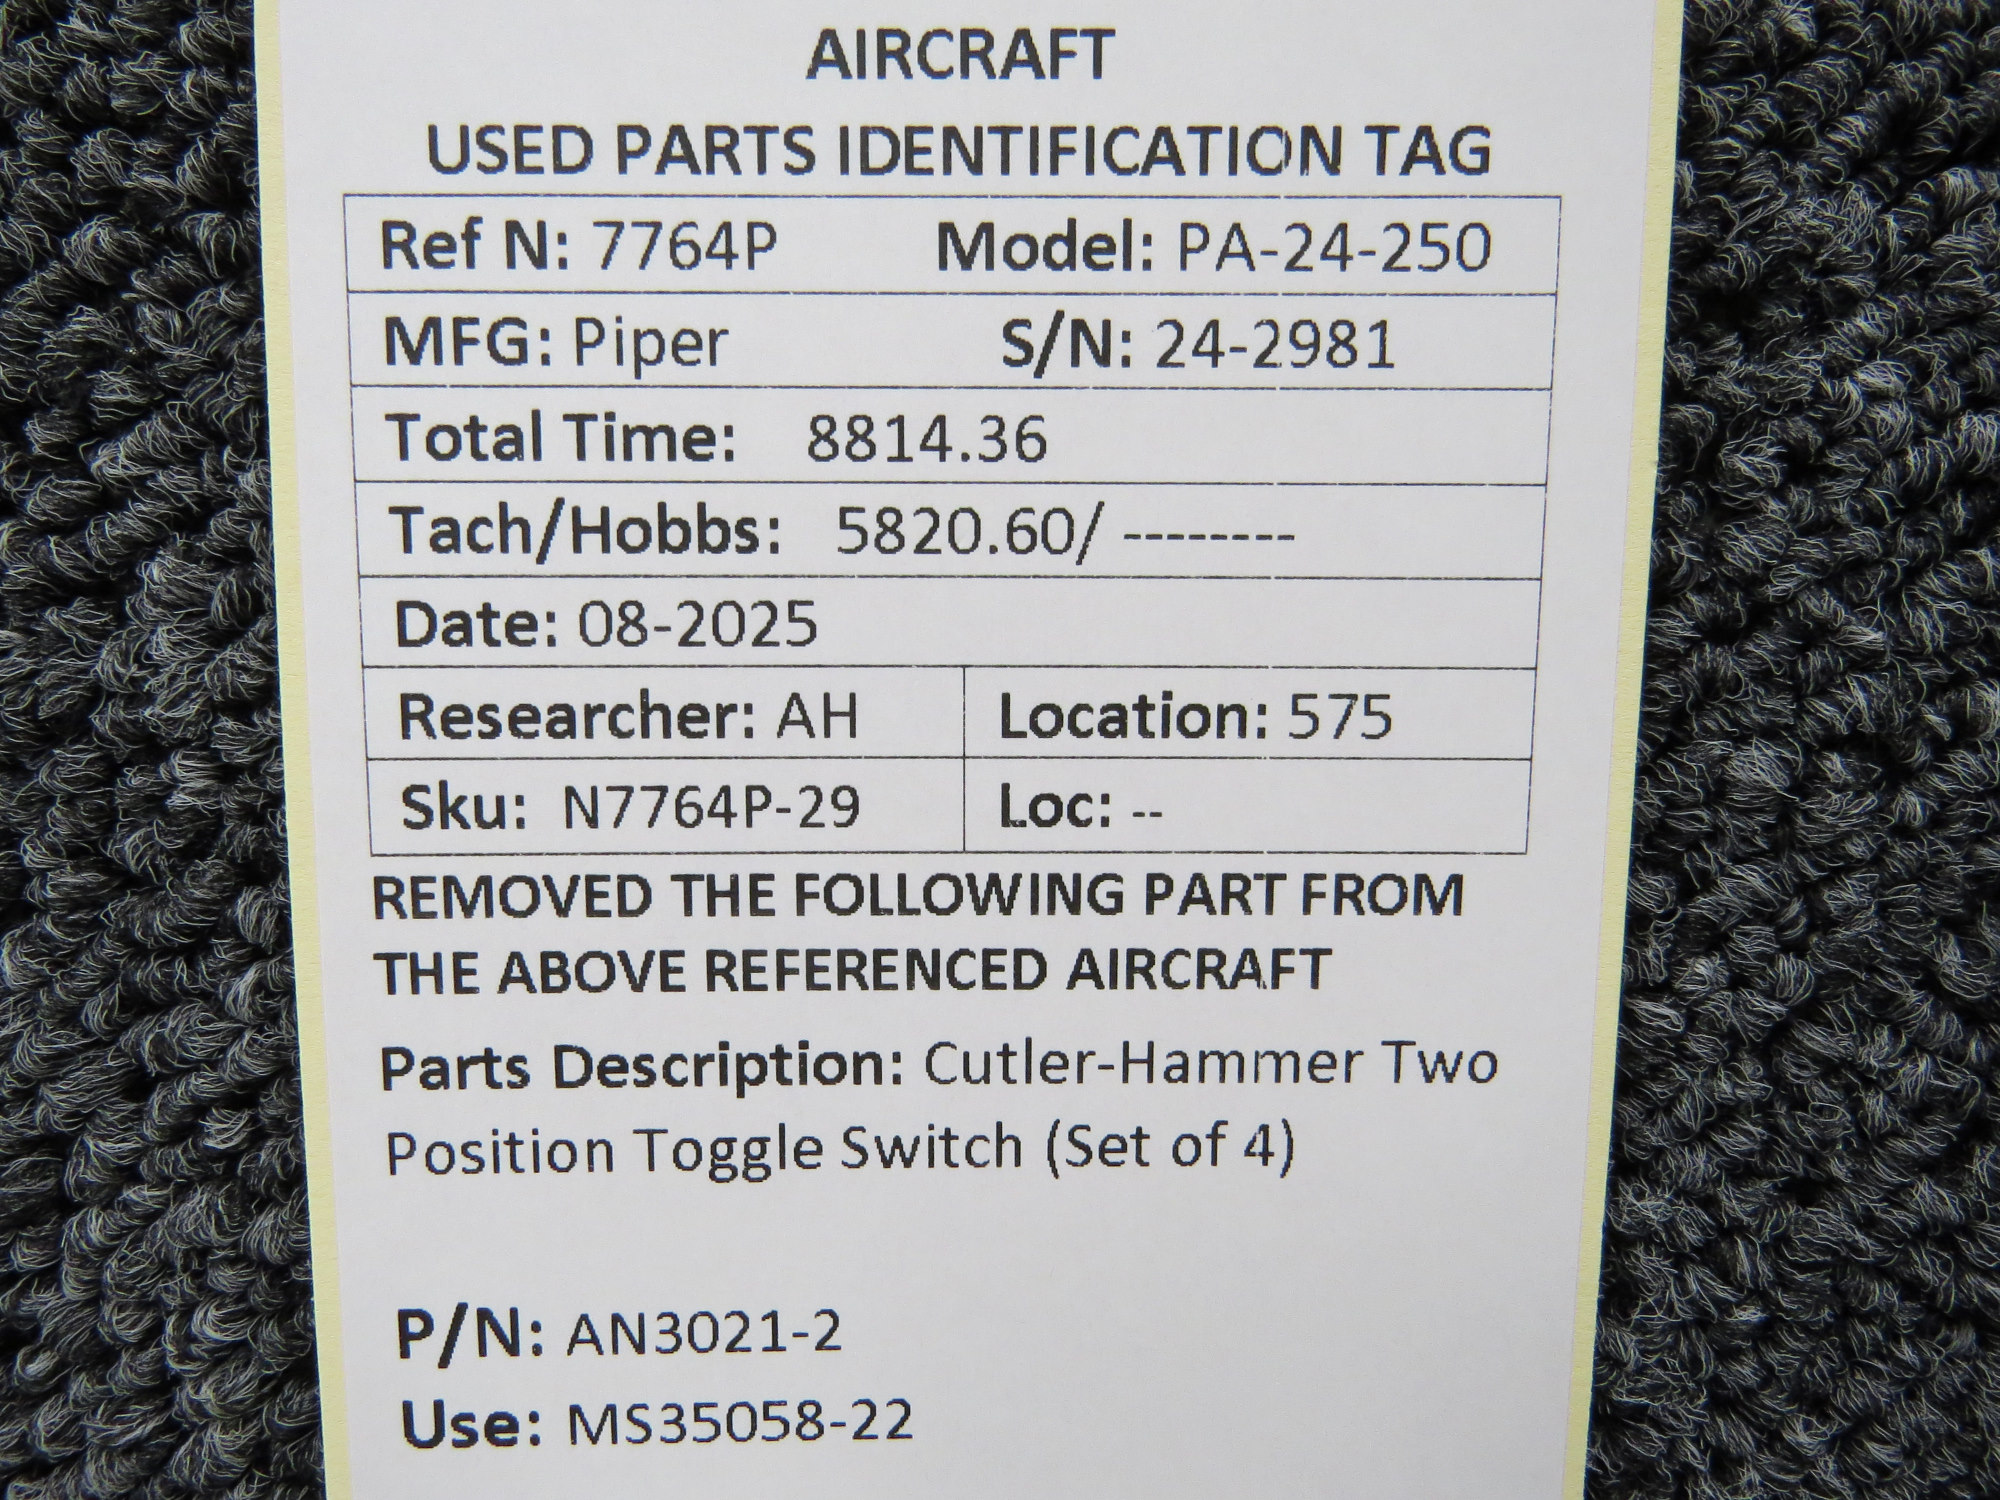 AIRCRAFT
USED PARTS IDENTIFICATION TAG
Ref N: 7764P Model: PA-24-250
MFG: Piper S/N: 24-2981
Total Time: 8814.36
Tach/Hobbs: 5820.60/ --------
Date: 08-2025
Researcher: AH Location: 575
Sku: N7764P-29 Loc: --
REMOVED THE FOLLOWING PART FROM
THE ABOVE REFERENCED AIRCRAFT
Parts Description: Cutler-Hammer Two
Position Toggle Switch (Set of 4)
P/N: AN3021-2
Use: MS35058-22